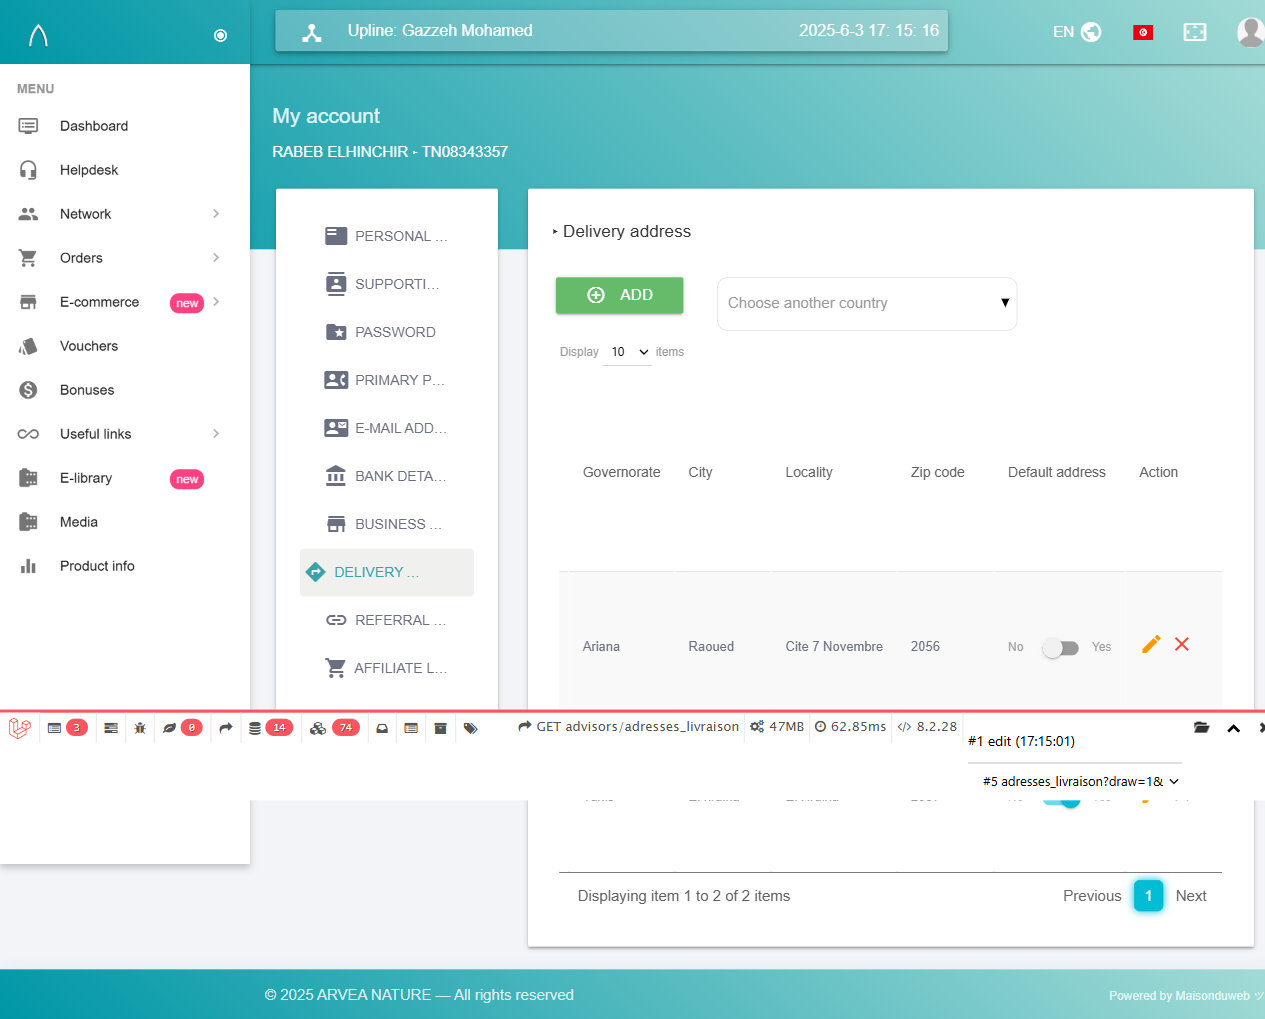 Upline: Gazzeh Mohamed
2025-6-3 17: 15: 16
EN
MENU
Dashboard
Helpdesk
Network
Orders
E-commerce new
Vouchers
Bonuses
Useful links
E-library new
Media
Product info
My account
RABEB ELHINCHIR - TN08343357
PERSONAL ...
SUPPORTI...
PASSWORD
PRIMARY P...
E-MAIL ADD...
BANK DETA...
BUSINESS ...
DELIVERY ...
REFERRAL ...
AFFILIATE L...
Delivery address
ADD
Choose another country
Display 10 items
Governorate City Locality Zip code Default address Action
Ariana Raoued Cite 7 Novembre 2056 No Yes
3 0 14 74 GET advisors/adresses_livraison 47MB 62.85ms 8.2.28
#1 edit (17:15:01)
#5 adresses_livraison?draw=1&
Displaying item 1 to 2 of 2 items
Previous 1 Next
© 2025 ARVEA NATURE — All rights reserved
Powered by Maisonduweb ツ